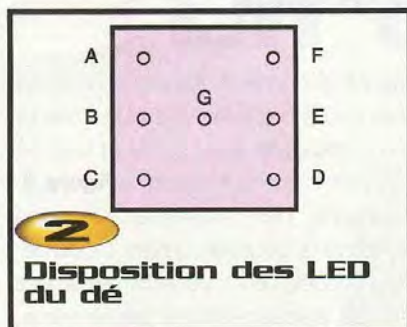 A F
G
B E
C D
2
Disposition des LED
du dé